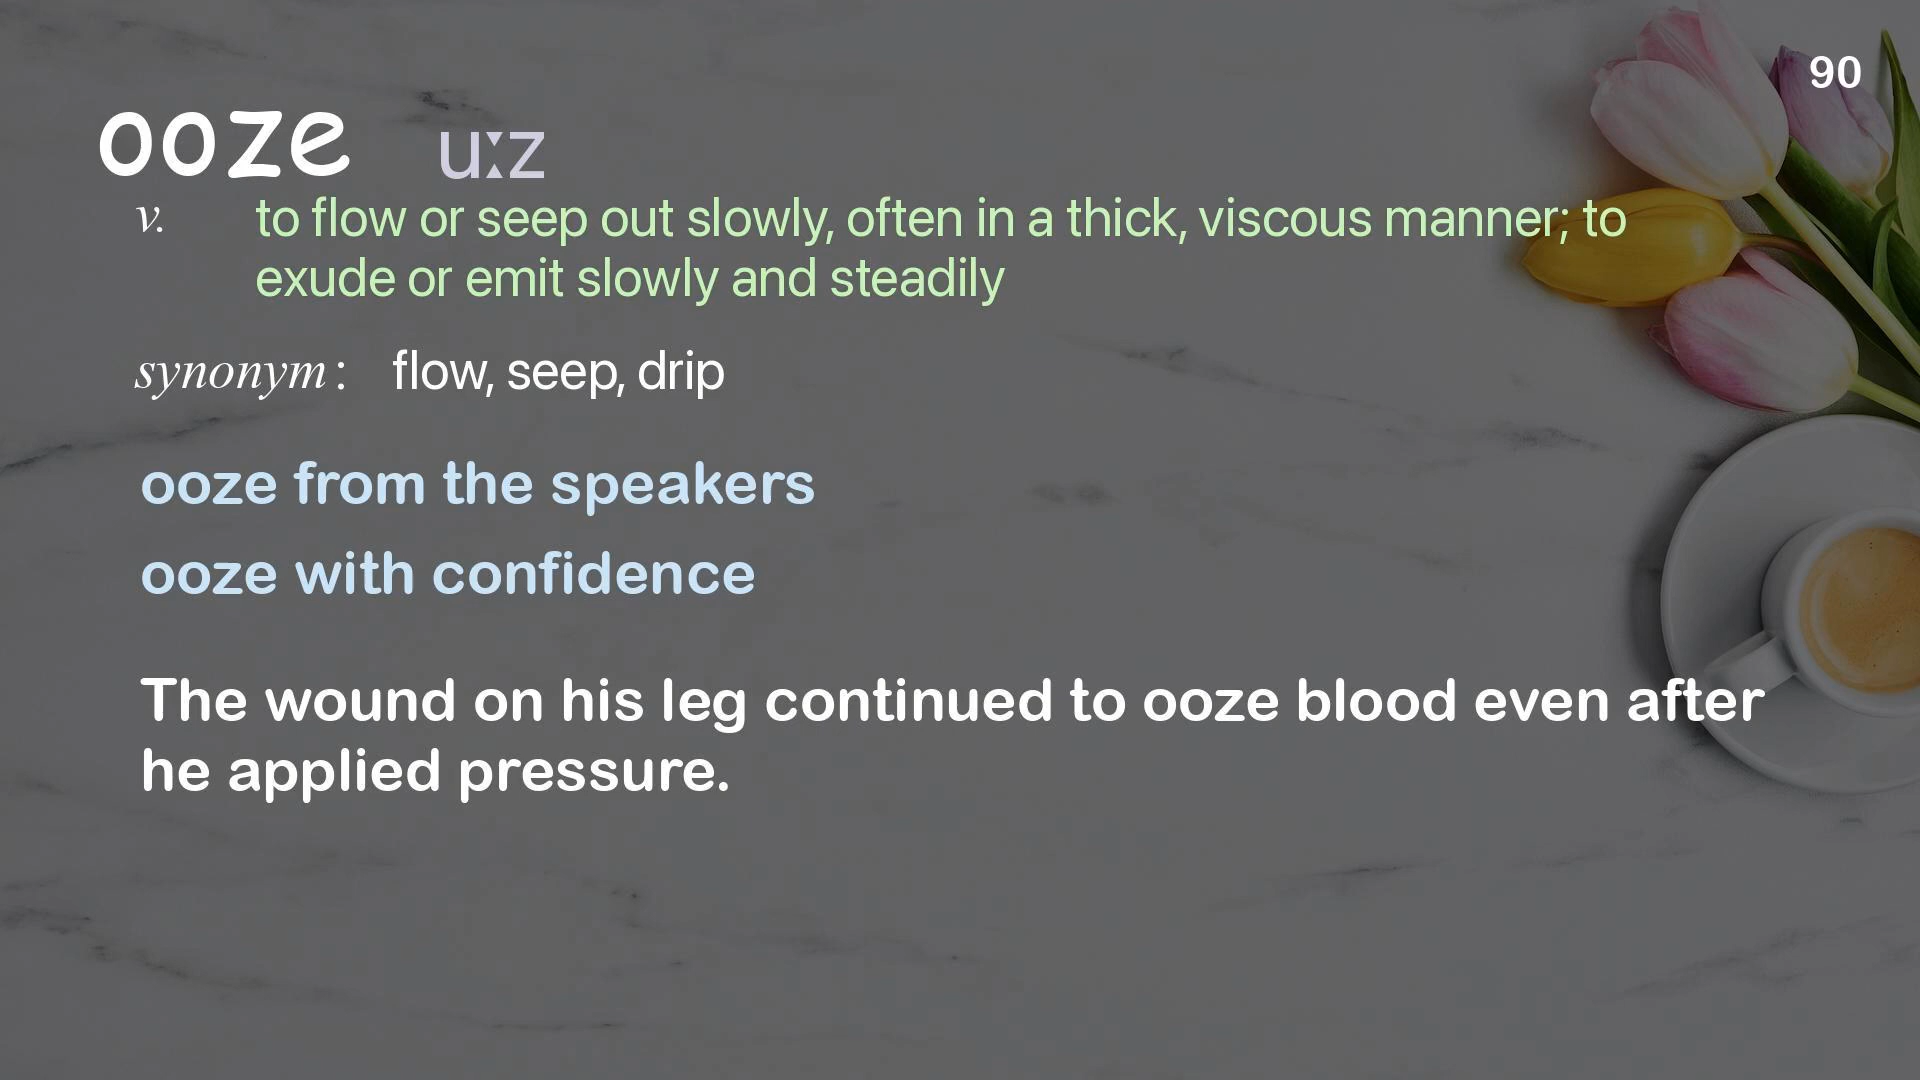 90
ooze uːz
v. to flow or seep out slowly, often in a thick, viscous manner; to
exude or emit slowly and steadily
synonym : flow, seep, drip
ooze from the speakers
ooze with confidence
The wound on his leg continued to ooze blood even after
he applied pressure.